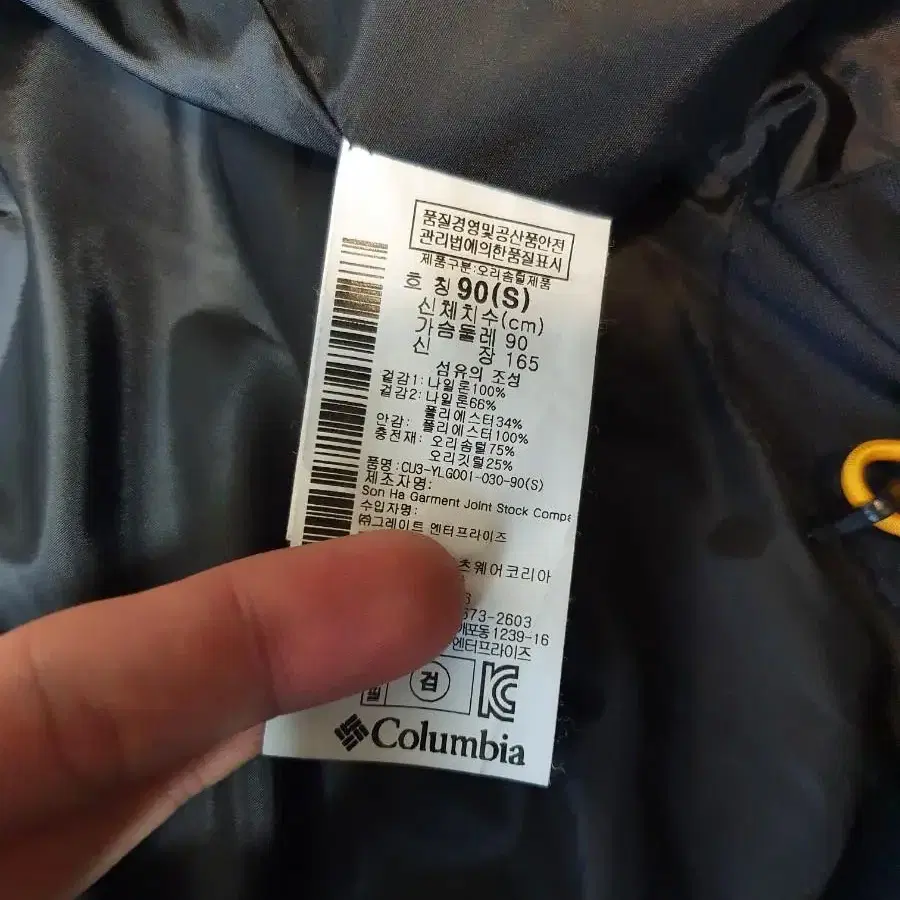 품질경영및공산품안전
관리법에의한품질표시
제품구분:오리솜털제품
호 칭 90(S)
신체치수(cm)
가슴둘레 90
신 장 165
섬유의 조성
겉감1: 나일론100%
겉감2: 나일론66%
폴리에스터34%
안감: 폴리에스터100%
충전재: 오리솜털75%
오리깃털25%
품명:CU3-YLG001-030-90(S)
제조자명:
Son Ha Garment Joint Stock Compa
수입자명:
㈜그레이트 엔터프라이즈
츠웨어코리아
673-2603
개포동 1239-16
엔터프라이즈
검
Columbia